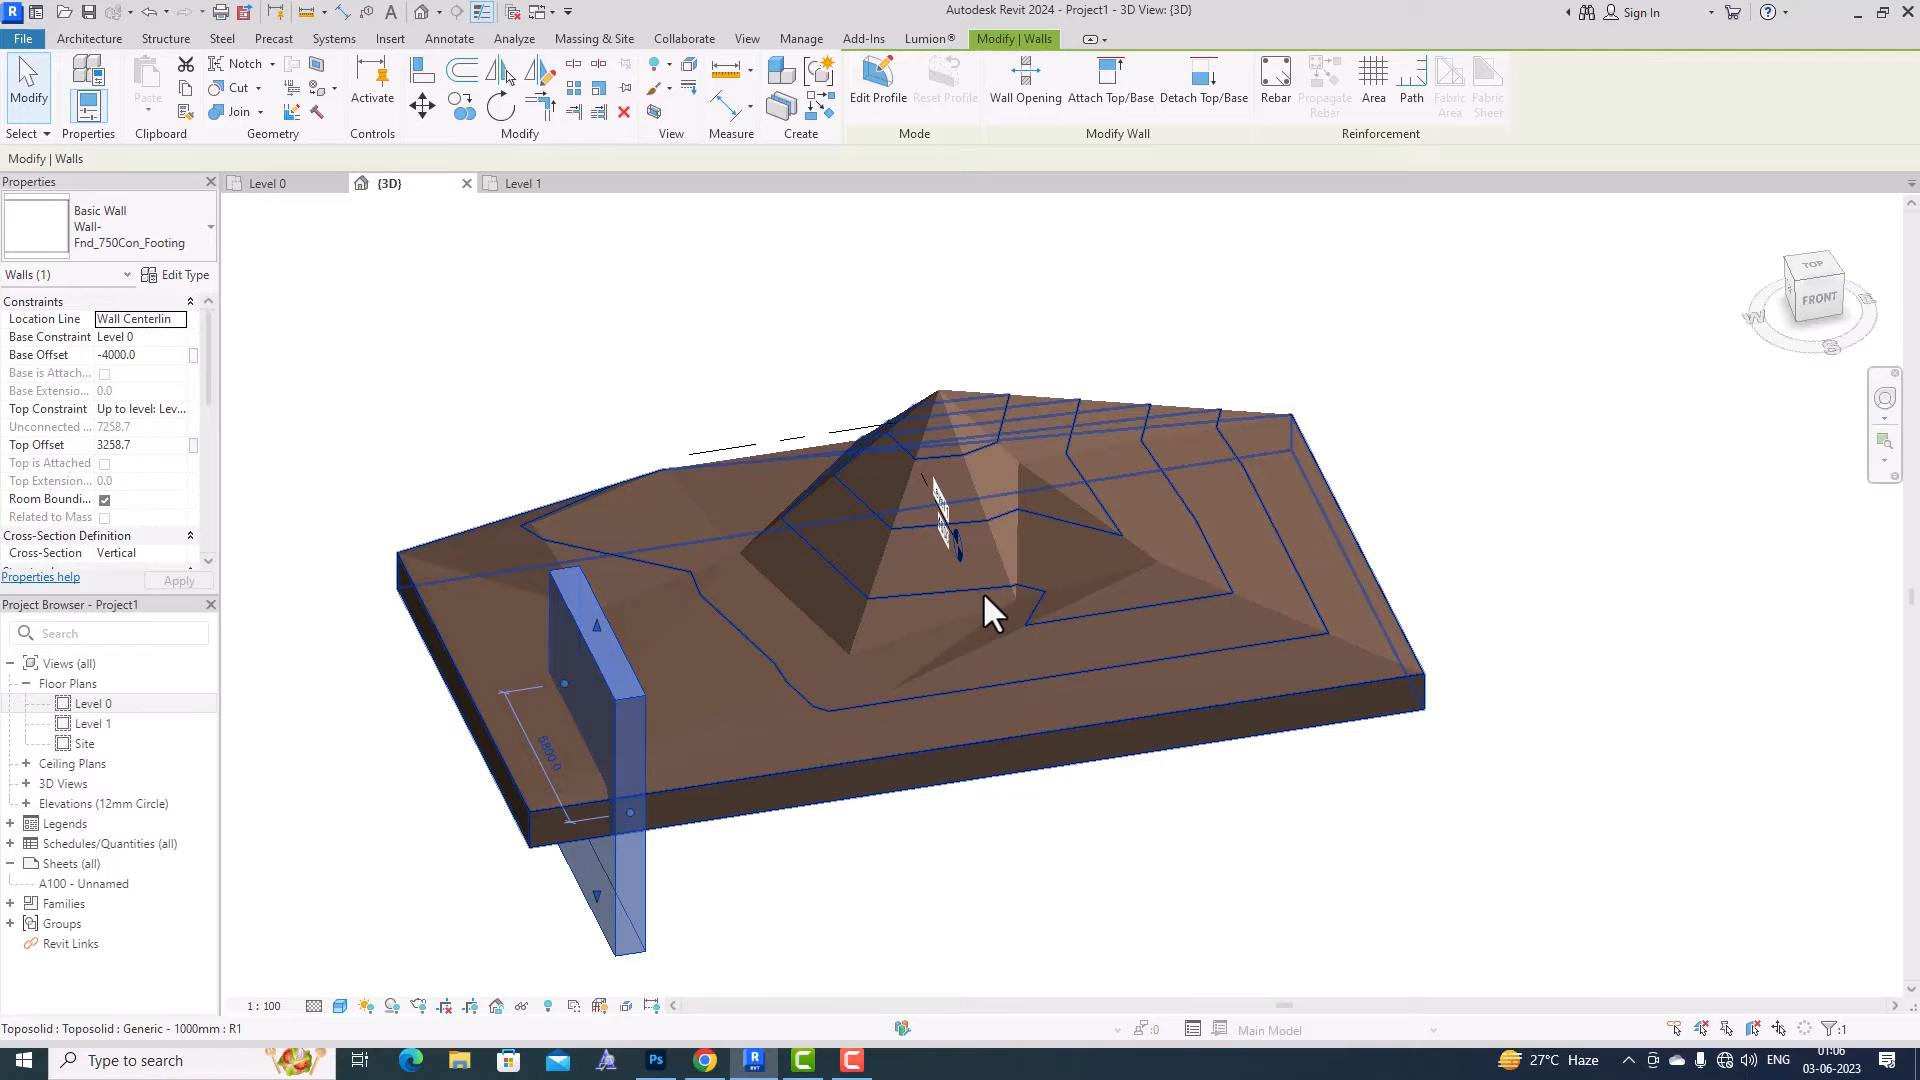 Autodesk Revit 2024 - Project1 - 3D View: {3D}
Sign In
File Architecture Structure Steel Precast Systems Insert Annotate Analyze Massing & Site Collaborate View Manage Add-Ins Lumion® Modify | Walls
Modify
Select
Properties
Paste
Clipboard
Notch
Cut
Join
Geometry
Activate
Controls
Modify
View
Measure
Create
Edit Profile
Reset Profile
Mode
Wall Opening
Attach Top/Base
Detach Top/Base
Modify Wall
Rebar
Propagate Rebar
Area
Path
Fabric Area
Fabric Sheet
Reinforcement
Modify | Walls
Properties
Level 0
{3D}
Level 1
Basic Wall
Wall-
Fnd_750Con_Footing
Walls (1)
Edit Type
Constraints
Location Line Wall Centerlin
Base Constraint Level 0
Base Offset -4000.0
Base is Attach...
Base Extensio... 0.0
Top Constraint Up to level: Lev...
Unconnected ... 7258.7
Top Offset 3258.7
Top is Attached
Top Extension... 0.0
Room Boundi...
Related to Mass
Cross-Section Definition
Cross-Section Vertical
Properties help
Apply
Project Browser - Project1
Search
Views (all)
Floor Plans
Level 0
Level 1
Site
Ceiling Plans
3D Views
Elevations (12mm Circle)
Legends
Schedules/Quantities (all)
Sheets (all)
A100 - Unnamed
Families
Groups
Revit Links
TOP
FRONT
W
S
E
5800.0
1 : 100
Toposolid : Toposolid : Generic - 1000mm : R1
:0
Main Model
:1
Type here to search
27°C Haze
ENG
01:06
03-06-2023